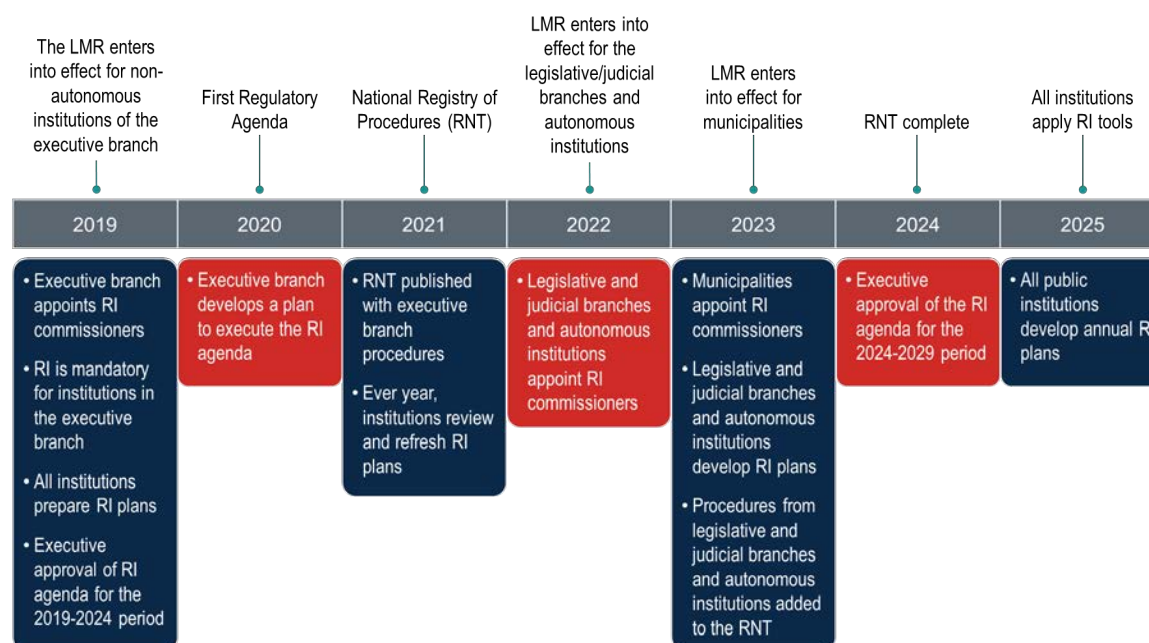 The LMR enters
into effect for non-
autonomous
institutions of the
executive branch
First Regulatory
Agenda
National Registry of
Procedures (RNT)
LMR enters into
effect for the
legislative/judicial
branches and
autonomous
institutions
LMR enters
into effect for
municipalities
RNT complete
All institutions
apply RI tools
2019
2020
2021
2022
2023
2024
2025
• Executive branch
appoints RI
commissioners
• RI is mandatory
for institutions in
the executive
branch
• All institutions
prepare RI plans
• Executive
approval of RI
agenda for the
2019-2024 period
• Executive branch
develops a plan
to execute the RI
agenda
• RNT published
with executive
branch
procedures
• Ever year,
institutions review
and refresh RI
plans
• Legislative and
judicial branches
and autonomous
institutions
appoint RI
commissioners
• Municipalities
appoint RI
commissioners
• Legislative and
judicial branches
and autonomous
institutions
develop RI plans
• Procedures from
legislative and
judicial branches
and autonomous
institutions added
to the RNT
• Executive
approval of the RI
agenda for the
2024-2029 period
• All public
institutions
develop annual R
plans